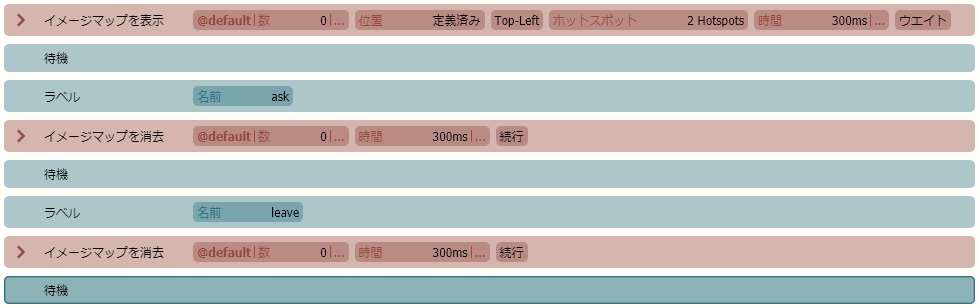 イメージマップを表示 @default|数 0|... 位置 定義済み Top-Left ホットスポット 2 Hotspots 時間 300ms|... ウエイト
待機
ラベル 名前 ask
イメージマップを消去 @default|数 0|... 時間 300ms|... 続行
待機
ラベル 名前 leave
イメージマップを消去 @default|数 0|... 時間 300ms|... 続行
待機